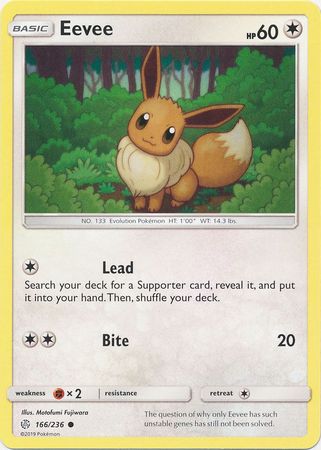 BASIC Eevee HP60
NO. 133 Evolution Pokémon HT: 1'00" WT: 14.3 lbs.
Lead
Search your deck for a Supporter card, reveal it, and put
it into your hand. Then, shuffle your deck.
Bite 20
weakness × 2 resistance retreat
Illus. Motofumi Fujiwara
166/236
©2019 Pokémon
The question of why only Eevee has such
unstable genes has still not been solved.